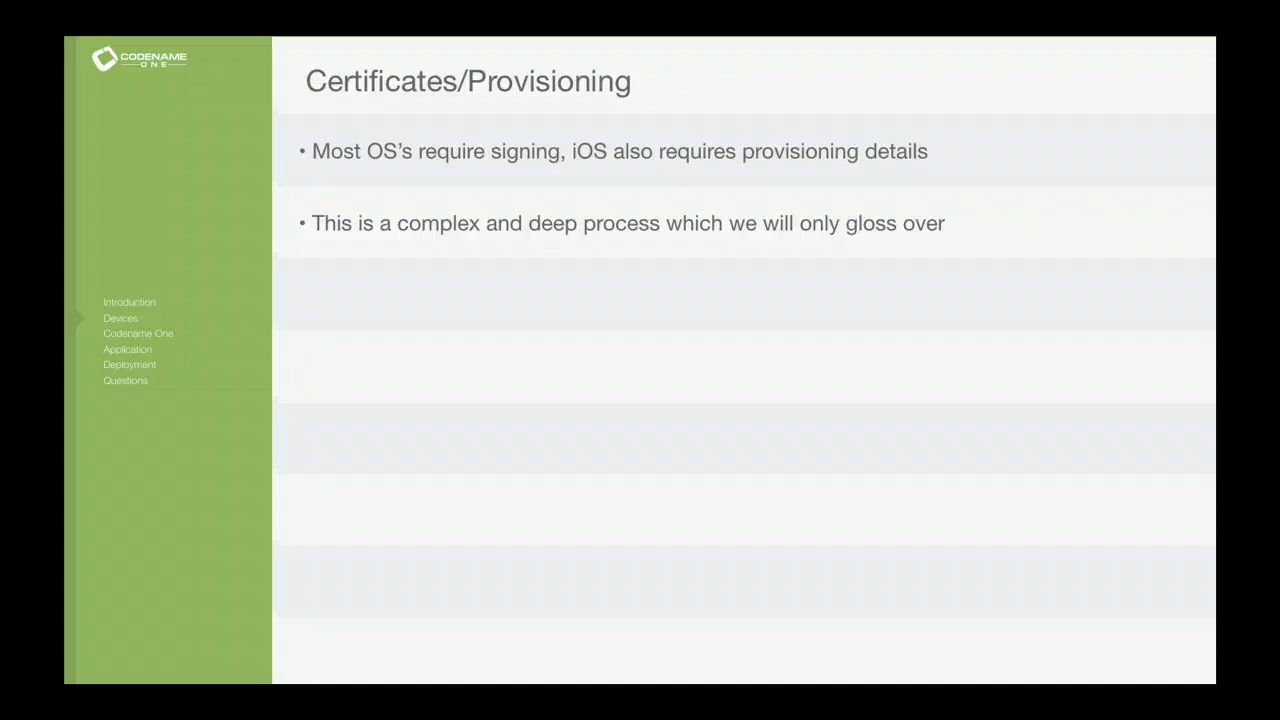 CODENAME
ONE
Certificates/Provisioning
• Most OS’s require signing, iOS also requires provisioning details
• This is a complex and deep process which we will only gloss over
Introduction
Devices
Codename One
Application
Deployment
Questions